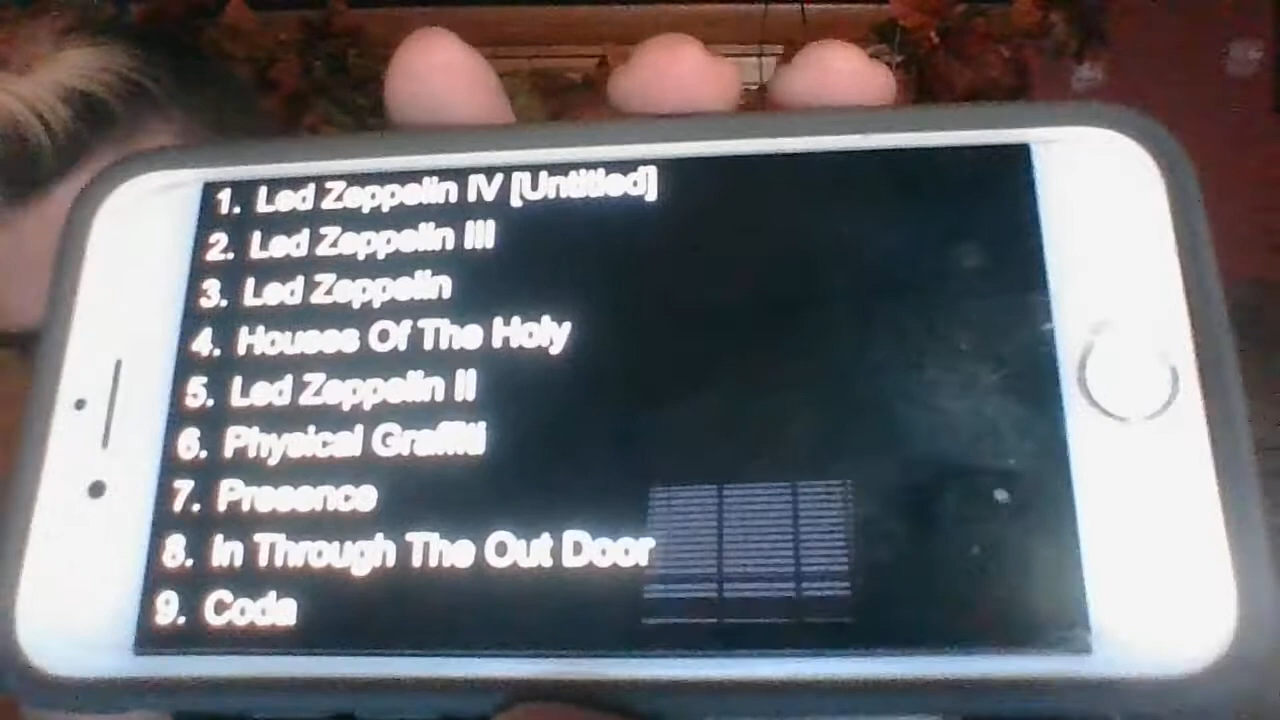 1. Led Zeppelin IV [Untitled]
2. Led Zeppelin III
3. Led Zeppelin
4. Houses Of The Holy
5. Led Zeppelin II
6. Physical Graffiti
7. Presence
8. In Through The Out Door
9. Coda